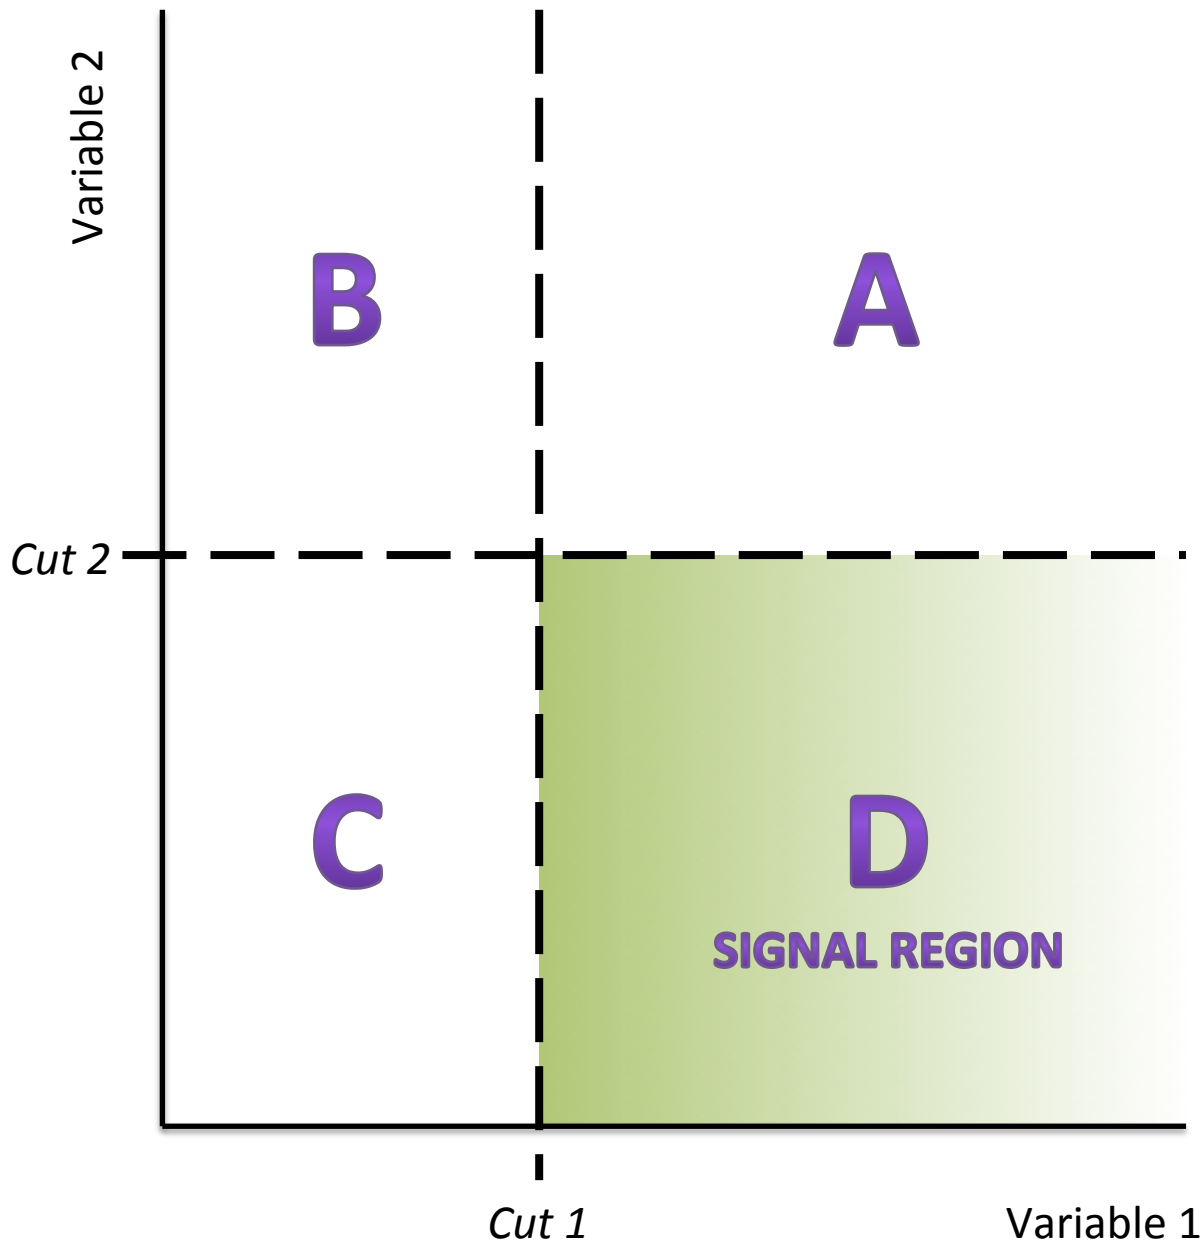 Variable 2
B
A
Cut 2
C
D
SIGNAL REGION
Cut 1
Variable 1